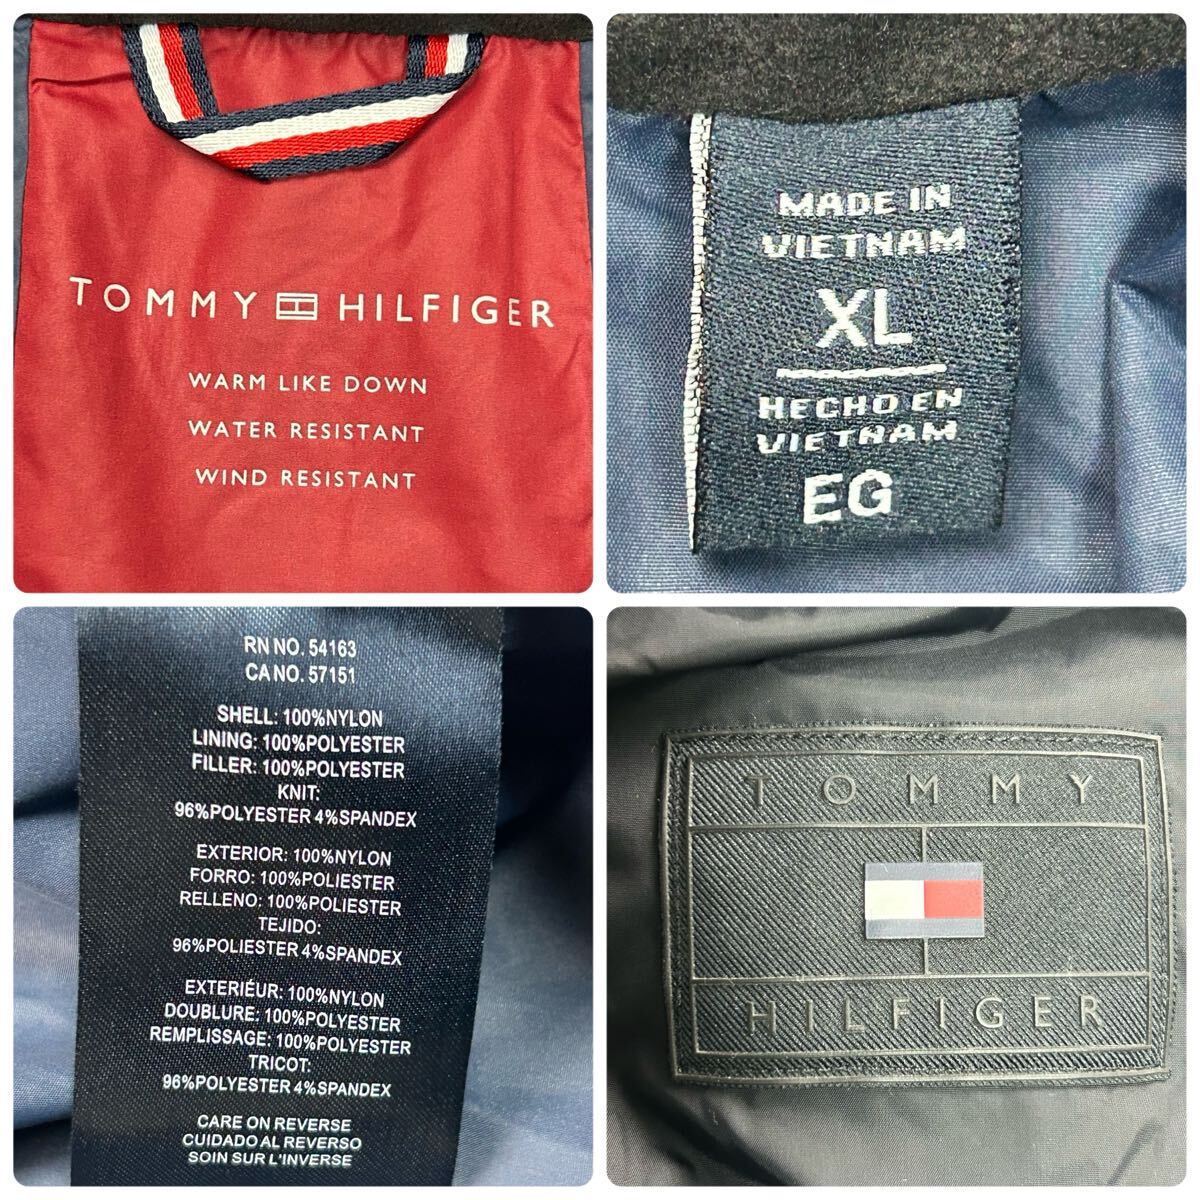 TOMMY HILFIGER
WARM LIKE DOWN
WATER RESISTANT
WIND RESISTANT
MADE IN
VIETNAM
XL
HECHO EN
VIETNAM
EG
RN NO. 54163
CA NO. 57151
SHELL: 100%NYLON
LINING: 100%POLYESTER
FILLER: 100%POLYESTER
KNIT:
96%POLYESTER 4%SPANDEX
EXTERIOR: 100%NYLON
FORRO: 100%POLIESTER
RELLENO: 100%POLIESTER
TEJIDO:
96%POLIESTER 4%SPANDEX
EXTERIÉUR: 100%NYLON
DOUBLURE: 100%POLYESTER
REMPLISSAGE: 100%POLYESTER
TRICOT:
96%POLYESTER 4%SPANDEX
CARE ON REVERSE
CUIDADO AL REVERSO
SOIN SUR L'INVERSE
TOMMY
HILFIGER